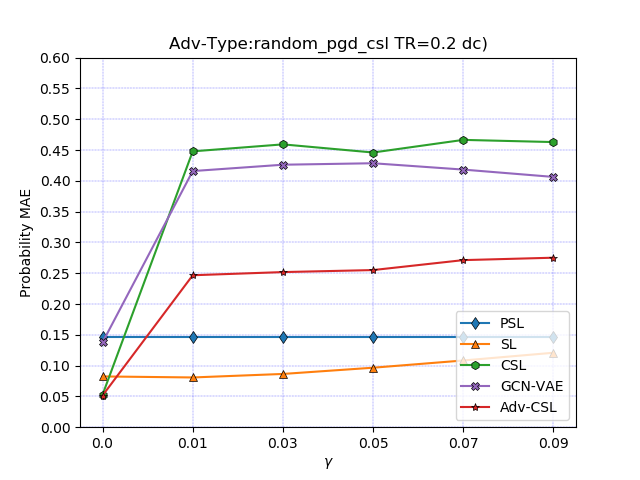 Adv-Type:random_pgd_csl TR=0.2 dc)
0.60
0.55
0.50
0.45
0.40
0.35
0.30
0.25
0.20
0.15
0.10
0.05
0.00
Probability MAE
PSL
SL
CSL
GCN-VAE
Adv-CSL
0.0 0.01 0.03 0.05 0.07 0.09
γ